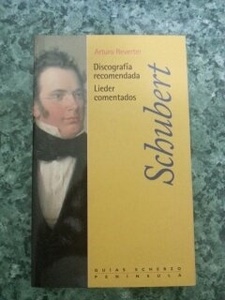 Arturo Reverter
Discografía
recomendada
Lieder
comentados
Schubert
GUÍAS SCHERZO
PENÍNSULA